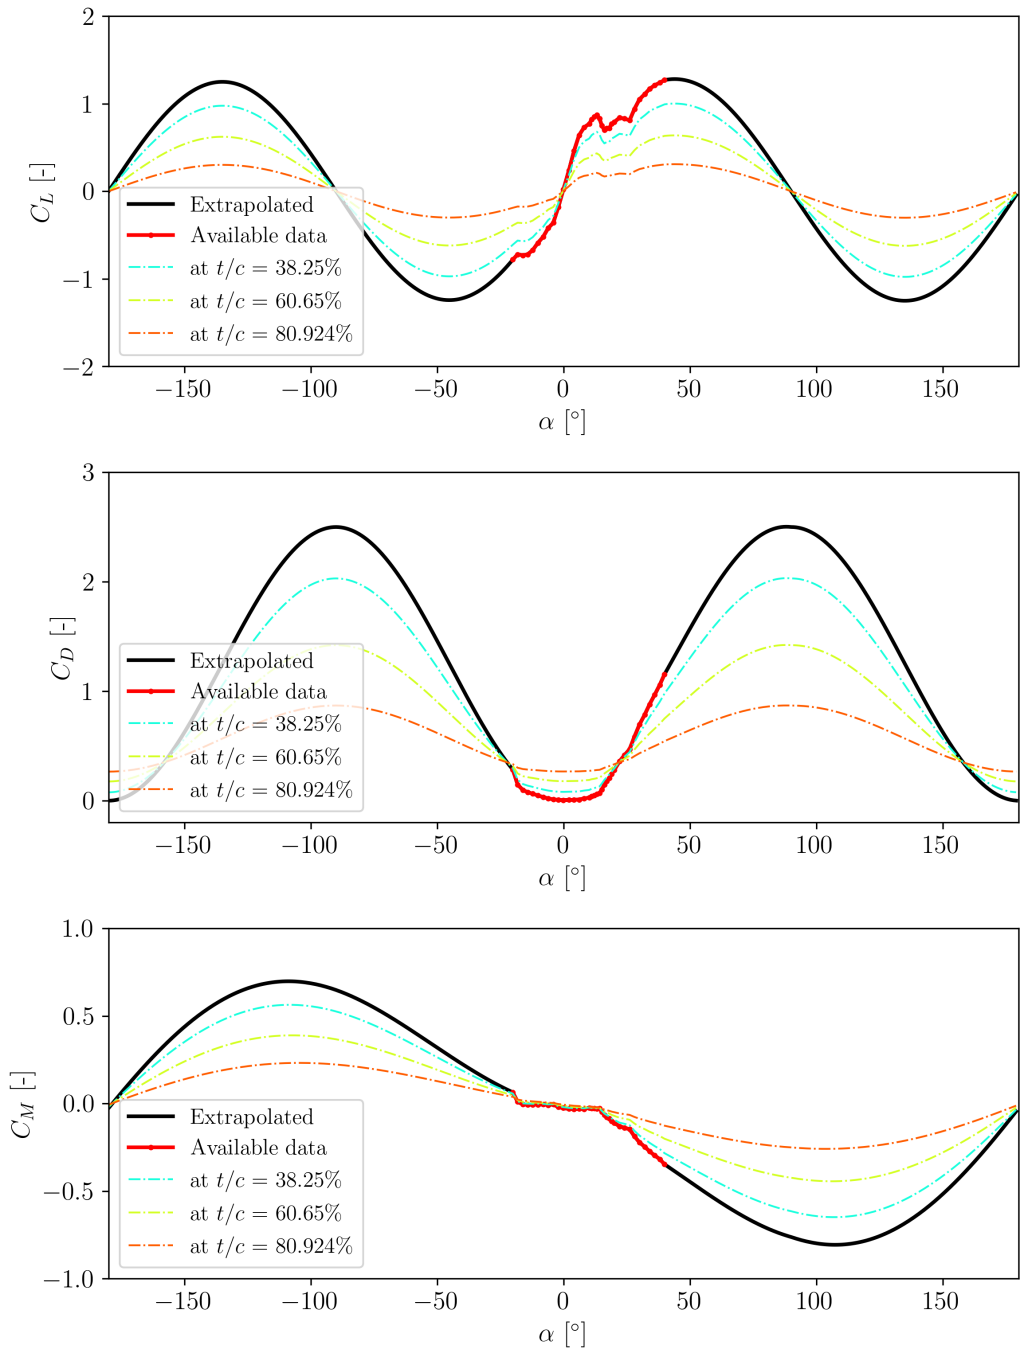 2
1
0
−1
−2
C_L [-]
Extrapolated
Available data
at t/c = 38.25%
at t/c = 60.65%
at t/c = 80.924%
−150 −100 −50 0 50 100 150
α [°]
3
2
1
0
C_D [-]
Extrapolated
Available data
at t/c = 38.25%
at t/c = 60.65%
at t/c = 80.924%
−150 −100 −50 0 50 100 150
α [°]
1.0
0.5
0.0
−0.5
−1.0
C_M [-]
Extrapolated
Available data
at t/c = 38.25%
at t/c = 60.65%
at t/c = 80.924%
−150 −100 −50 0 50 100 150
α [°]